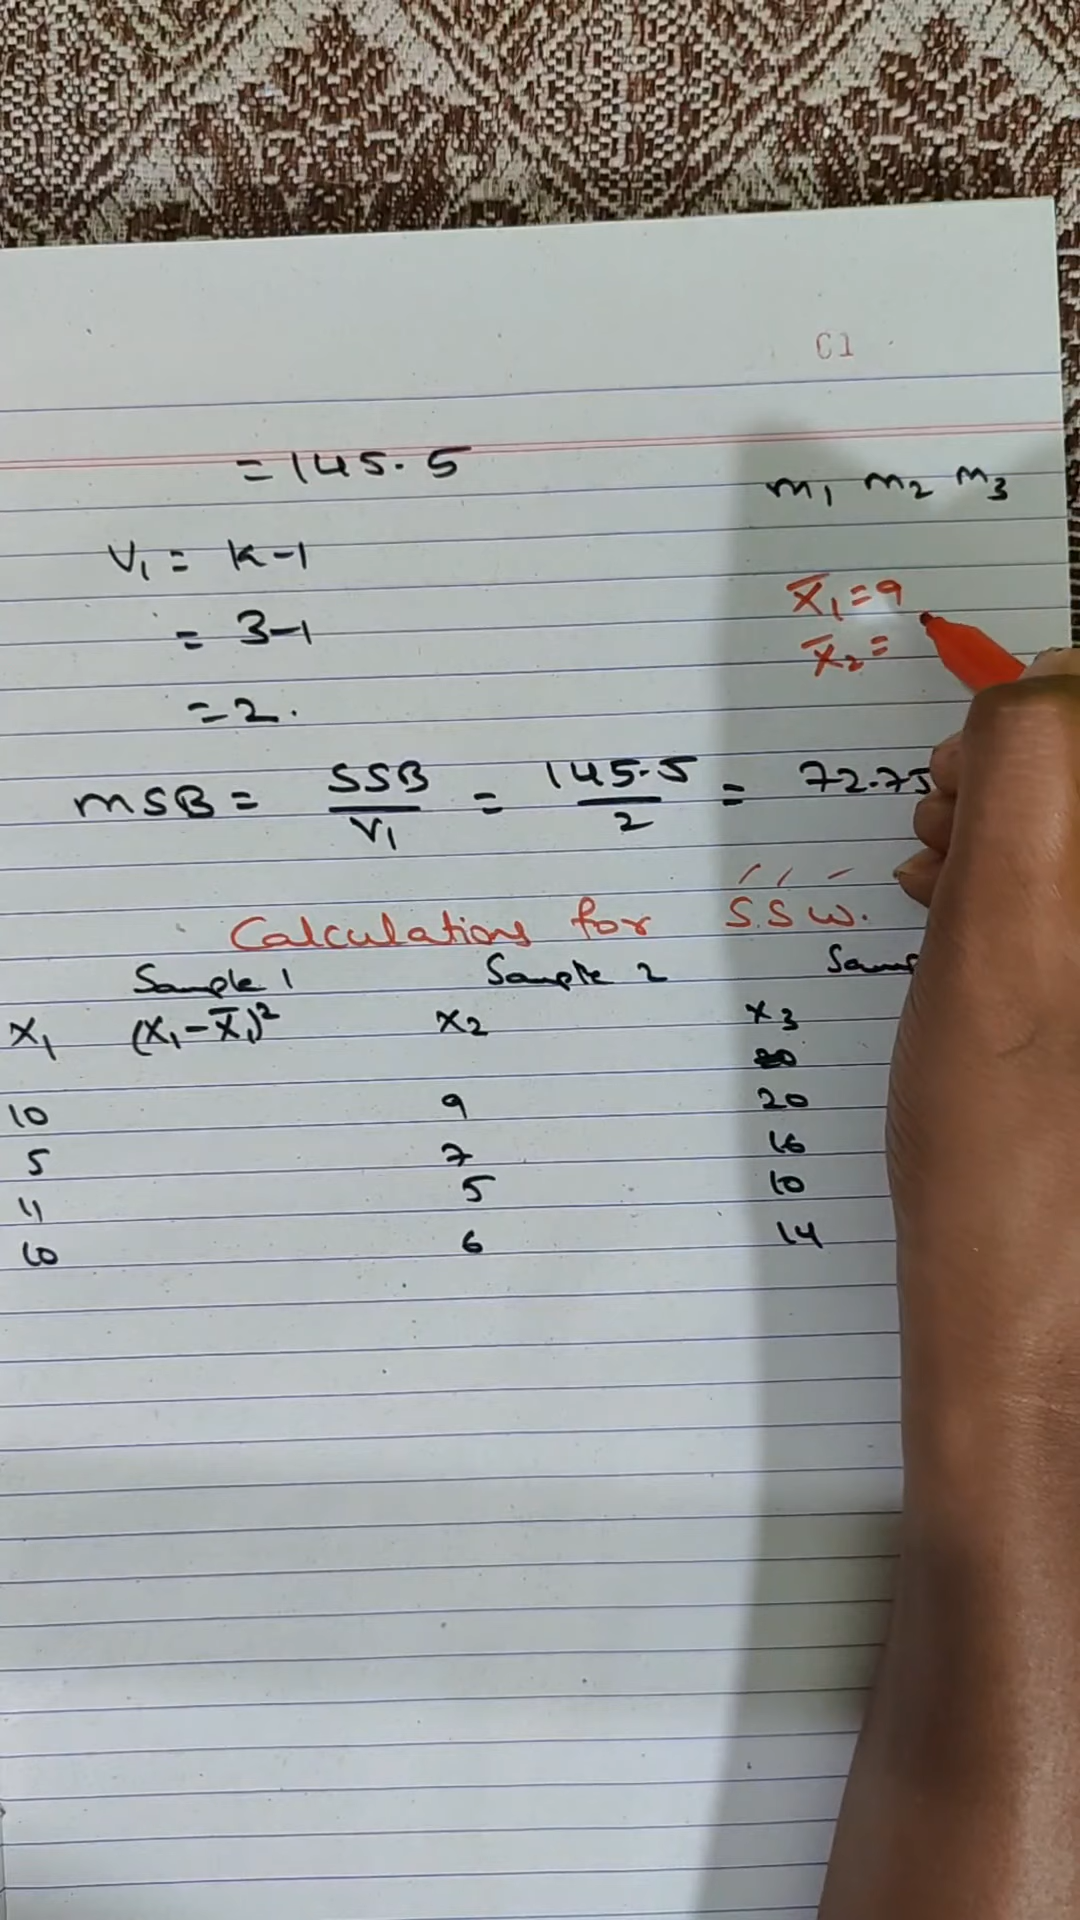 C1
= 145.5
m1 m2 m3
V1 = K-1
X̅1 = 9
= 3-1
X̅2 =
= 2.
mSB = SSB/V1 = 145.5/2 = 72.75
Calculations for S.S.W.
Sample 1 Sample 2
X1 (X1-X̅1)² X2 X3
10 9 20
5 7 16
11 5 10
10 6 14